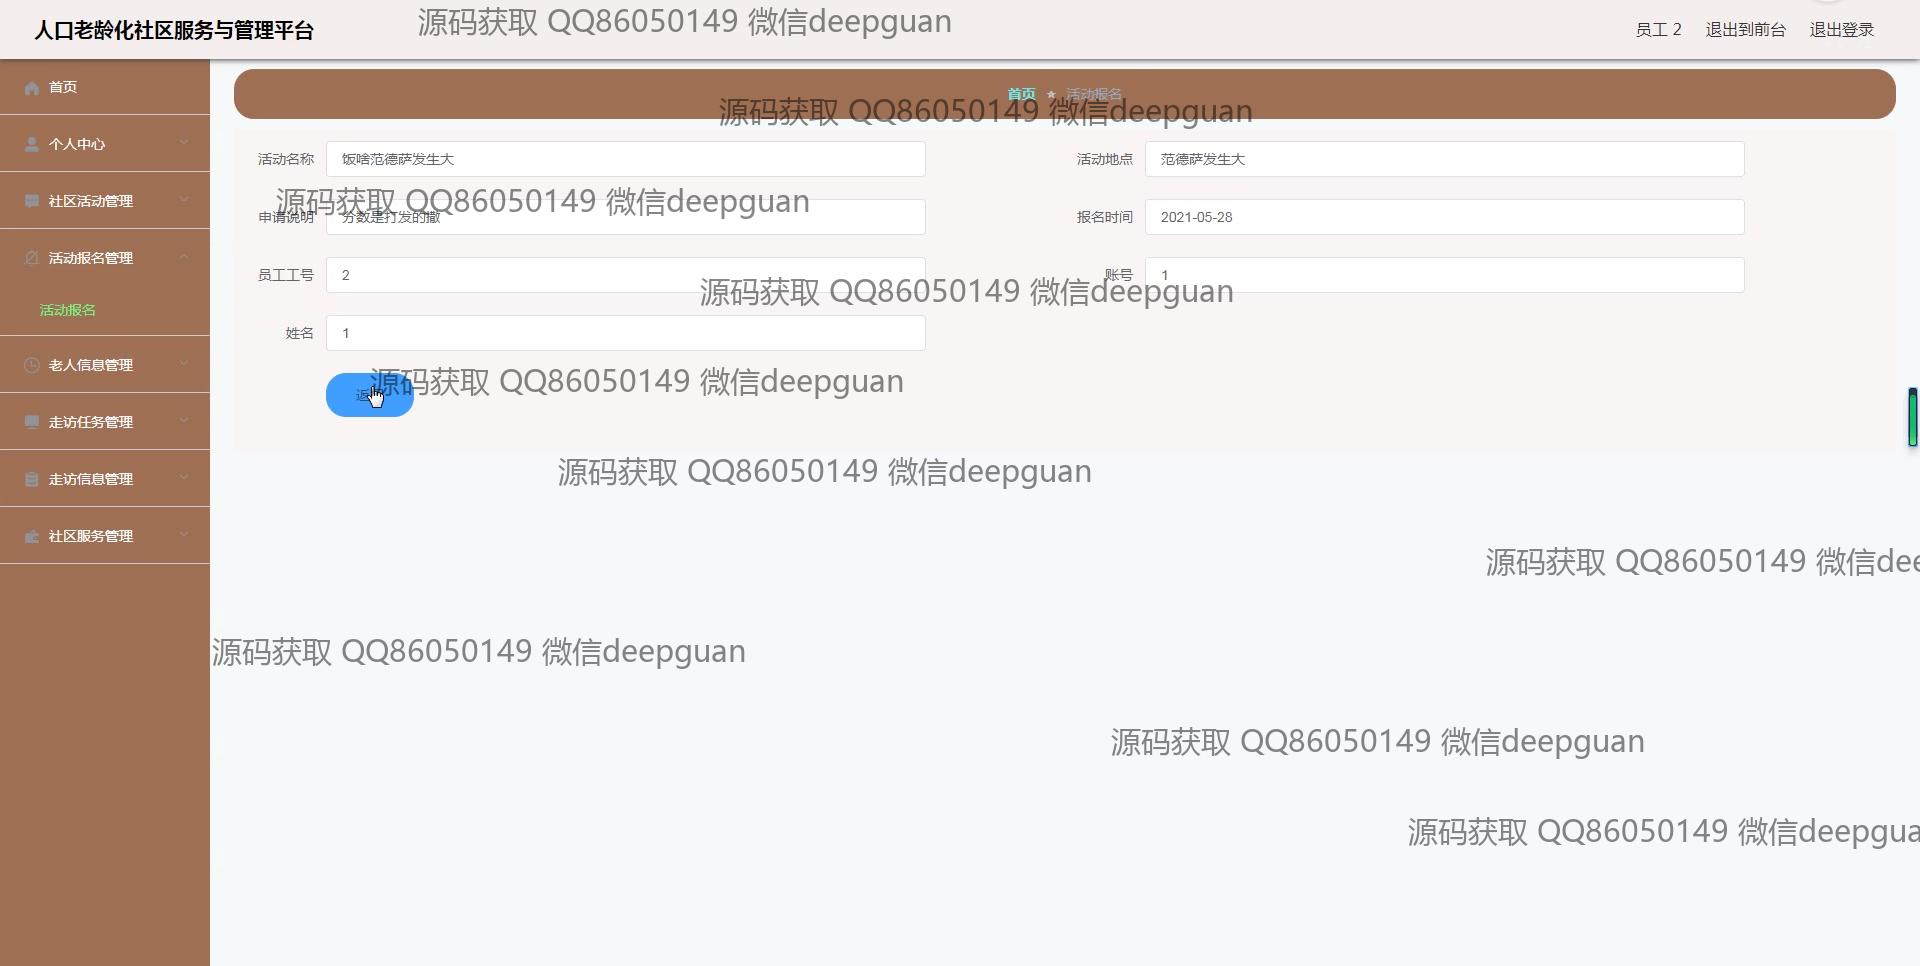 人口老龄化社区服务与管理平台
源码获取 QQ86050149 微信deepguan
员工 2 退出到前台 退出登录
首页
首页 ★ 活动报名
源码获取 QQ86050149 微信deepguan
个人中心
活动名称 饭啥范德萨发生大
活动地点 范德萨发生大
社区活动管理
源码获取 QQ86050149 微信deepguan
申请说明 分数是打发的撒
报名时间 2021-05-28
活动报名管理
员工工号 2
账号 1
源码获取 QQ86050149 微信deepguan
活动报名
姓名 1
老人信息管理
源码获取 QQ86050149 微信deepguan
走访任务管理
走访信息管理
源码获取 QQ86050149 微信deepguan
社区服务管理
源码获取 QQ86050149 微信dee
源码获取 QQ86050149 微信deepguan
源码获取 QQ86050149 微信deepguan
源码获取 QQ86050149 微信deepgua